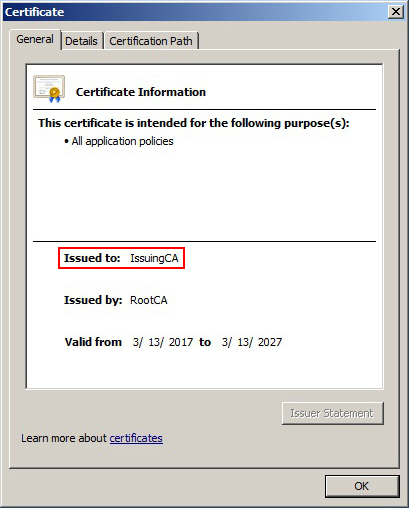 Certificate
General Details Certification Path
Certificate Information
This certificate is intended for the following purpose(s):
• All application policies
Issued to: IssuingCA
Issued by: RootCA
Valid from 3/ 13/ 2017 to 3/ 13/ 2027
Issuer Statement
Learn more about certificates
OK